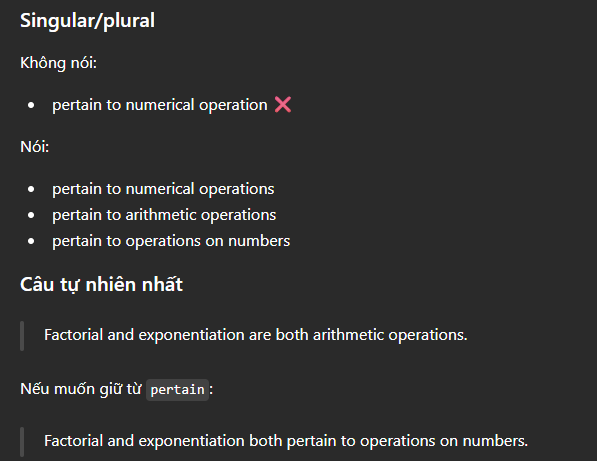 Singular/plural
Không nói:
• pertain to numerical operation ❌
Nói:
• pertain to numerical operations
• pertain to arithmetic operations
• pertain to operations on numbers
Câu tự nhiên nhất
Factorial and exponentiation are both arithmetic operations.
Nếu muốn giữ từ pertain:
Factorial and exponentiation both pertain to operations on numbers.